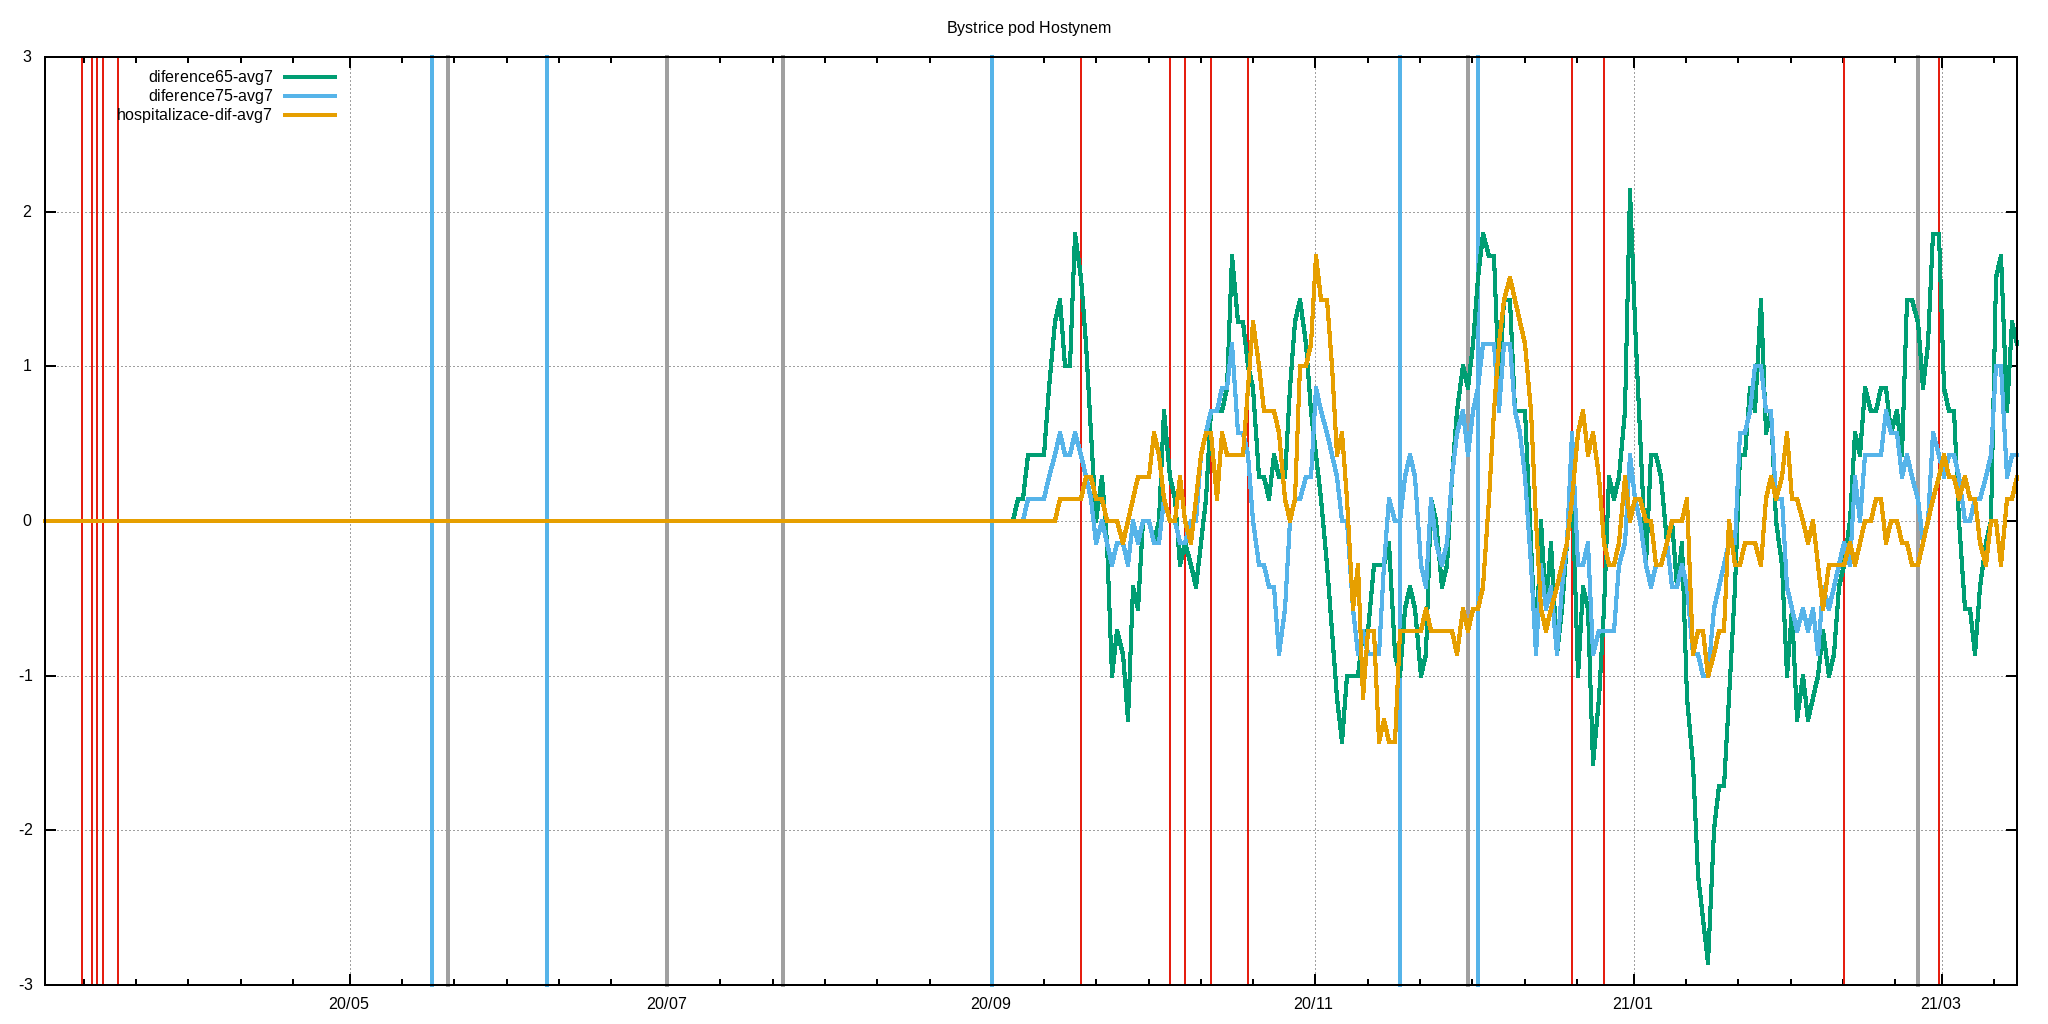 Bystrice pod Hostynem
diference65-avg7
diference75-avg7
hospitalizace-dif-avg7
3
2
1
0
-1
-2
-3
20/05 20/07 20/09 20/11 21/01 21/03